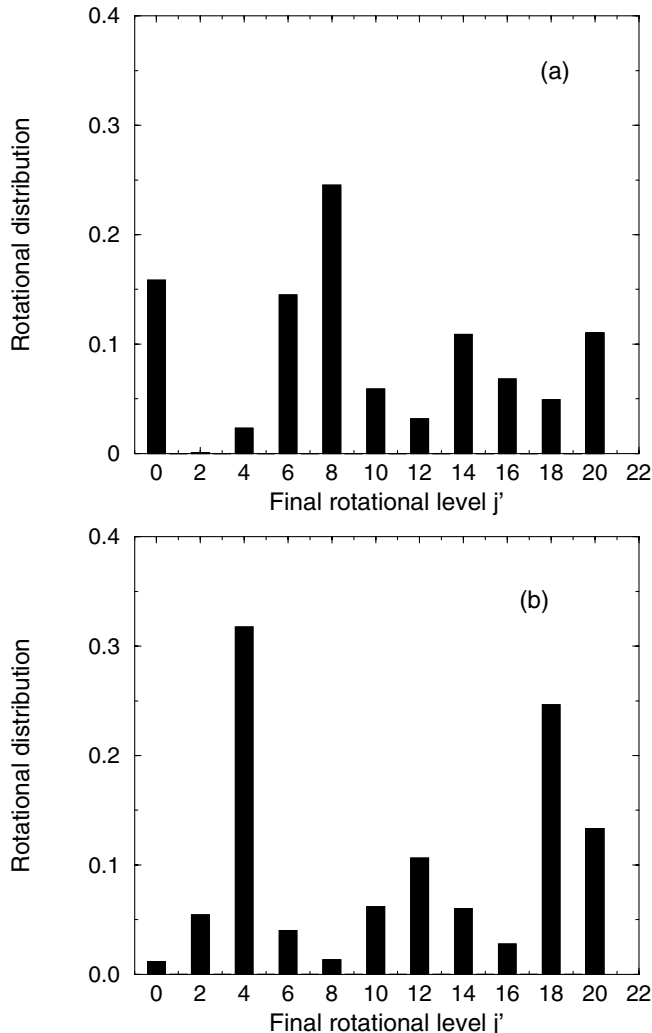 0.4
(a)
0.3
0.2
0.1
0
0 2 4 6 8 10 12 14 16 18 20 22
Rotational distribution
Final rotational level j’
0.4
(b)
0.3
0.2
0.1
0.0
0 2 4 6 8 10 12 14 16 18 20 22
Rotational distribution
Final rotational level j’